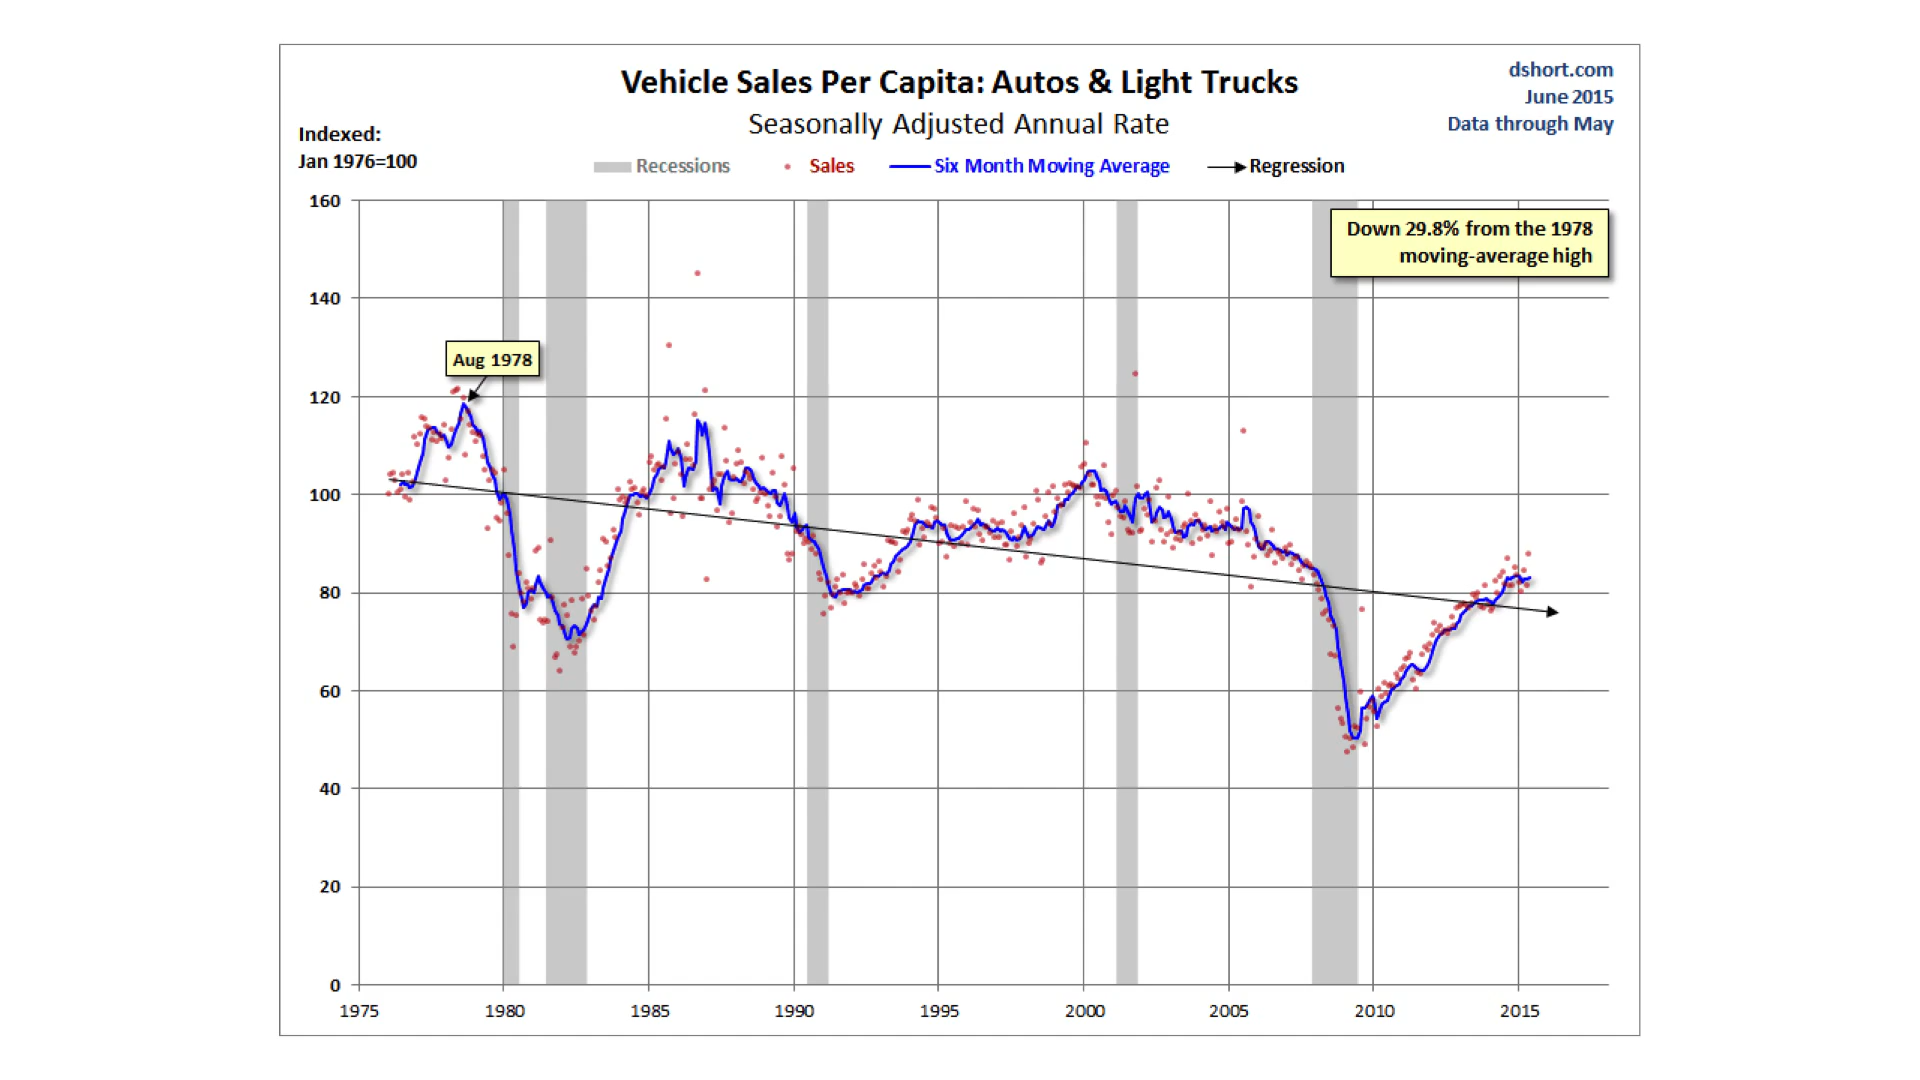 Vehicle Sales Per Capita: Autos & Light Trucks
Seasonally Adjusted Annual Rate
dshort.com
June 2015
Data through May
Indexed:
Jan 1976=100
Recessions Sales Six Month Moving Average Regression
160
140
120
100
80
60
40
20
0
Down 29.8% from the 1978
moving-average high
Aug 1978
1975 1980 1985 1990 1995 2000 2005 2010 2015